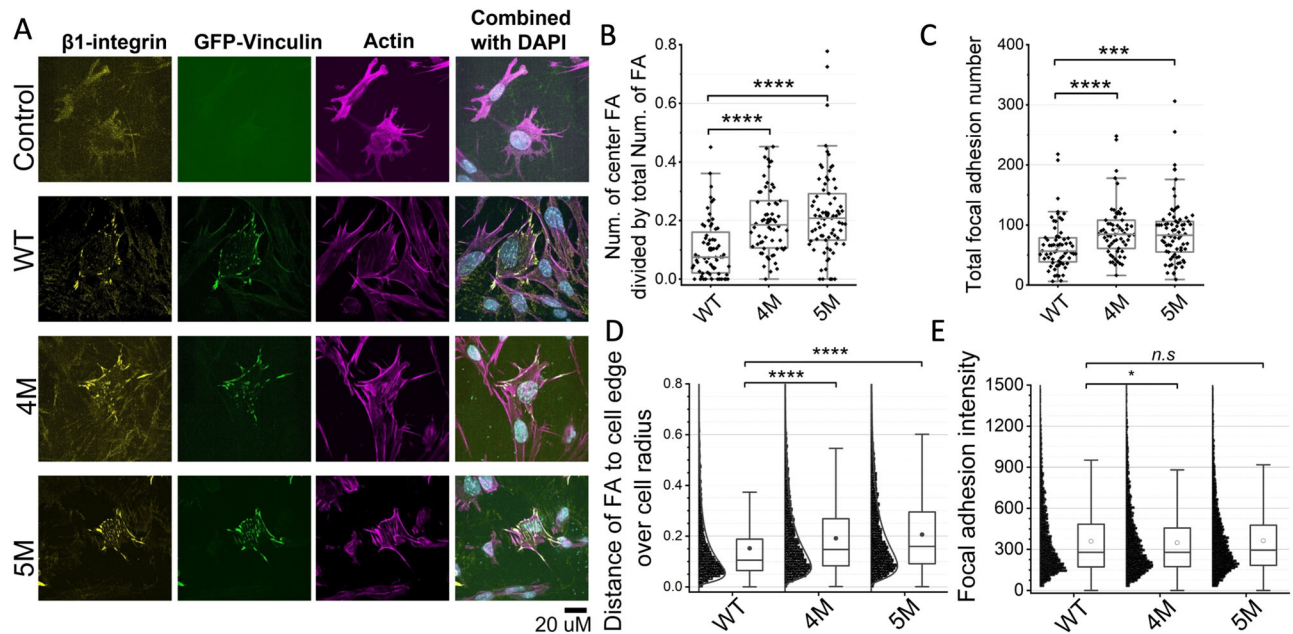 A
β1-integrin
GFP-Vinculin
Actin
Combined
with DAPI
Control
WT
4M
5M
20 uM
B
Num. of center FA
divided by total Num. of FA
0.8
0.6
0.4
0.2
0.0
****
****
WT
4M
5M
C
Total focal adhesion number
400
300
200
100
0
***
****
WT
4M
5M
D
Distance of FA to cell edge
over cell radius
0.8
0.6
0.4
0.2
0.0
****
****
WT
4M
5M
E
Focal adhesion intensity
1500
1200
900
600
300
0
n.s
*
WT
4M
5M